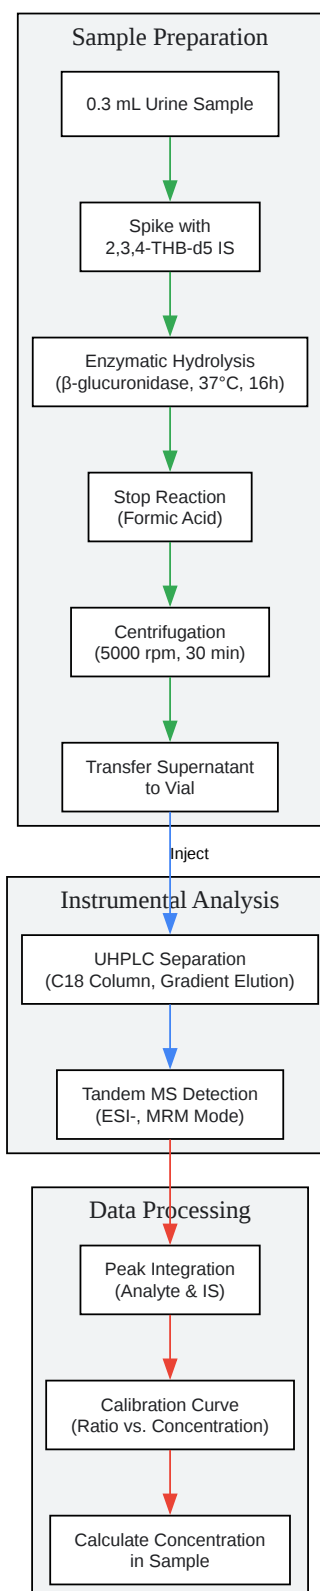 Sample Preparation
0.3 mL Urine Sample
Spike with
2,3,4-THB-d5 IS
Enzymatic Hydrolysis
(β-glucuronidase, 37°C, 16h)
Stop Reaction
(Formic Acid)
Centrifugation
(5000 rpm, 30 min)
Transfer Supernatant
to Vial
Inject
Instrumental Analysis
UHPLC Separation
(C18 Column, Gradient Elution)
Tandem MS Detection
(ESI-, MRM Mode)
Data Processing
Peak Integration
(Analyte & IS)
Calibration Curve
(Ratio vs. Concentration)
Calculate Concentration
in Sample